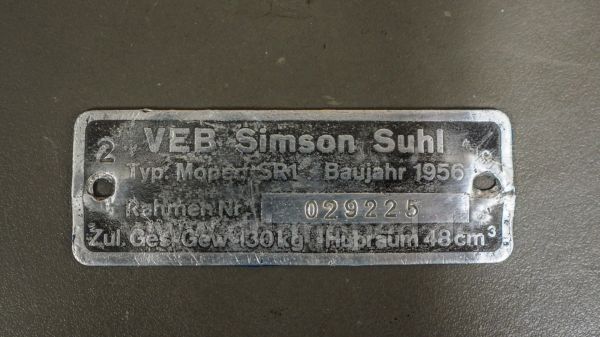 2 VEB Simson Suhl
Typ: Moped SR1 Baujahr 1956
Rahmen Nr. 029225
Zul. Ges. Gew. 130 kg Hubraum 48 cm³